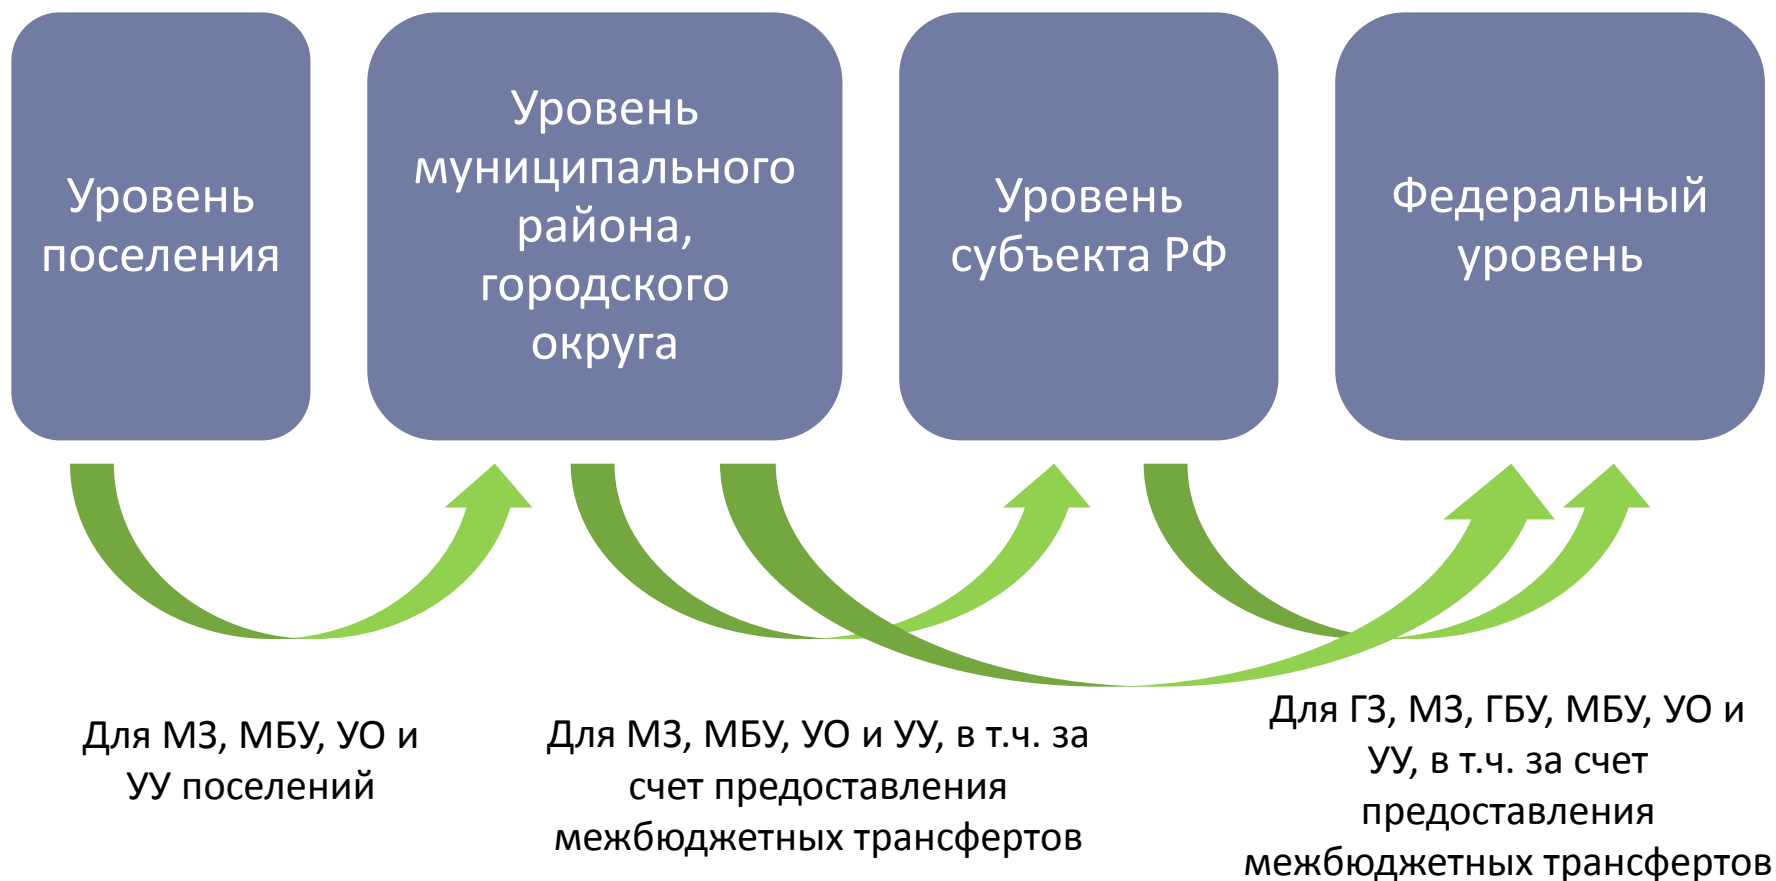 Уровень
поселения
Уровень
муниципального
района,
городского
округа
Уровень
субъекта РФ
Федеральный
уровень
Для МЗ, МБУ, УО и
УУ поселений
Для МЗ, МБУ, УО и УУ, в т.ч. за
счет предоставления
межбюджетных трансфертов
Для ГЗ, МЗ, ГБУ, МБУ, УО и
УУ, в т.ч. за счет
предоставления
межбюджетных трансфертов